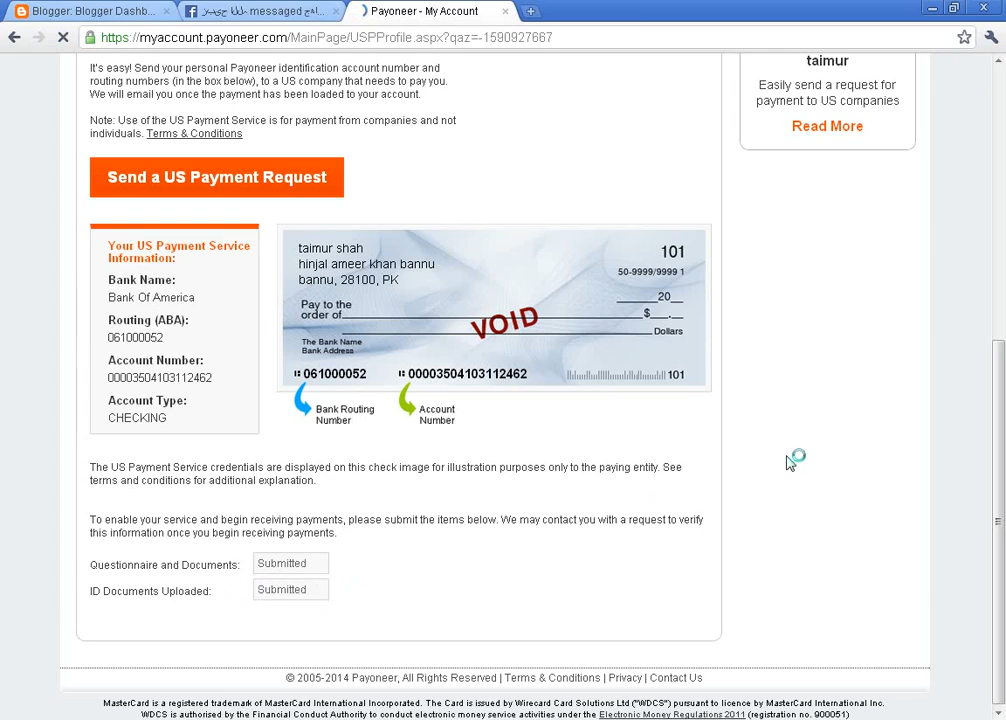 Blogger: Blogger Dashb...
messaged
Payoneer - My Account
https://myaccount.payoneer.com/MainPage/USPProfile.aspx?qaz=-1590927667
It's easy! Send your personal Payoneer identification account number and
routing numbers (in the box below), to a US company that needs to pay you.
We will email you once the payment has been loaded to your account.
Note: Use of the US Payment Service is for payment from companies and not
individuals. Terms & Conditions
Send a US Payment Request
taimur
Easily send a request for
payment to US companies
Read More
Your US Payment Service
Information:
Bank Name:
Bank Of America
Routing (ABA):
061000052
Account Number:
00003504103112462
Account Type:
CHECKING
taimur shah
hinjal ameer khan bannu
bannu, 28100, PK
101
50-9999/9999 1
20
Pay to the
order of
$
VOID
Dollars
The Bank Name
Bank Address
⑆061000052 ⑆00003504103112462 101
Bank Routing
Number
Account
Number
The US Payment Service credentials are displayed on this check image for illustration purposes only to the paying entity. See
terms and conditions for additional explanation.
To enable your service and begin receiving payments, please submit the items below. We may contact you with a request to verify
this information once you begin receiving payments.
Questionnaire and Documents: Submitted
ID Documents Uploaded: Submitted
© 2005-2014 Payoneer, All Rights Reserved | Terms & Conditions | Privacy | Contact Us
MasterCard is a registered trademark of MasterCard International Incorporated. The Card is issued by Wirecard Card Solutions Ltd ("WDCS") pursuant to licence by MasterCard International Inc.
WDCS is authorised by the Financial Conduct Authority to conduct electronic money service activities under the Electronic Money Regulations 2011 (registration no. 900051)